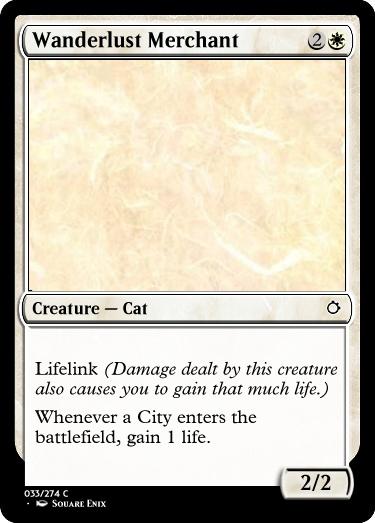 Wanderlust Merchant 2
Creature — Cat
Lifelink (Damage dealt by this creature
also causes you to gain that much life.)
Whenever a City enters the
battlefield, gain 1 life.
2/2
033/274 C
· Square Enix